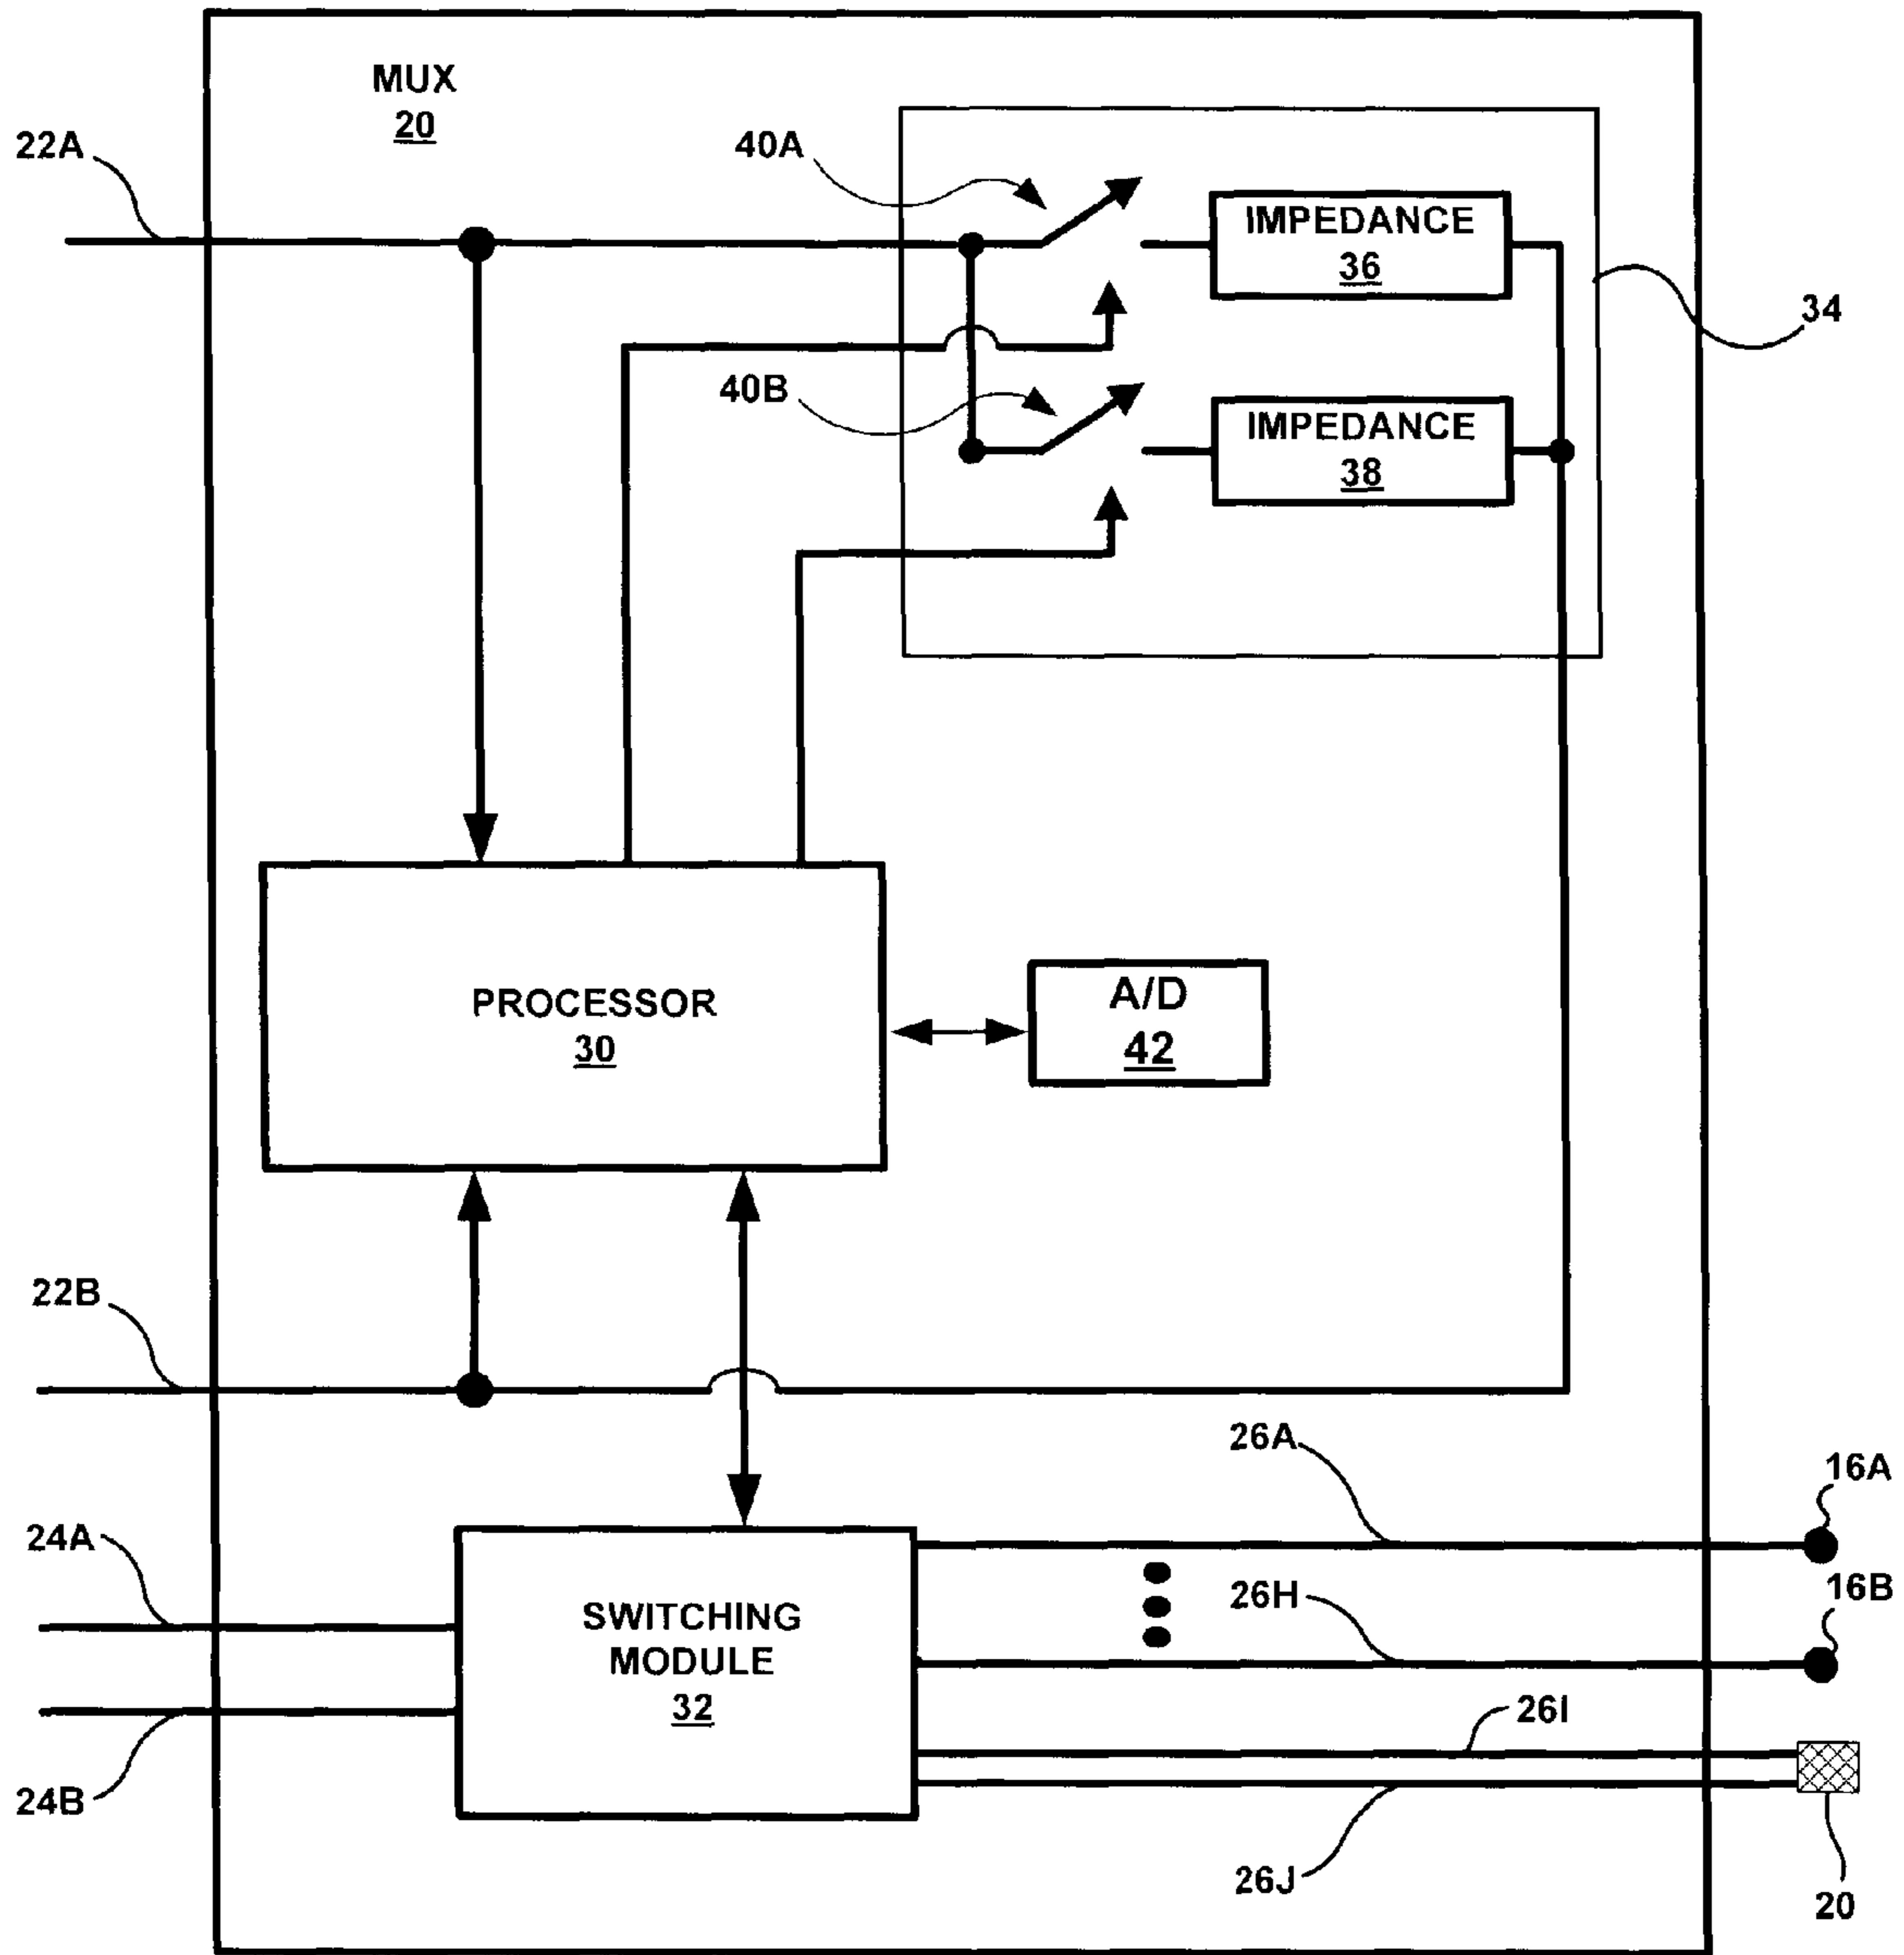 MUX
20
22A
40A
IMPEDANCE
36
34
40B
IMPEDANCE
38
PROCESSOR
30
A/D
42
22B
26A
16A
24A
26H
16B
SWITCHING
MODULE
32
26I
24B
26J
20